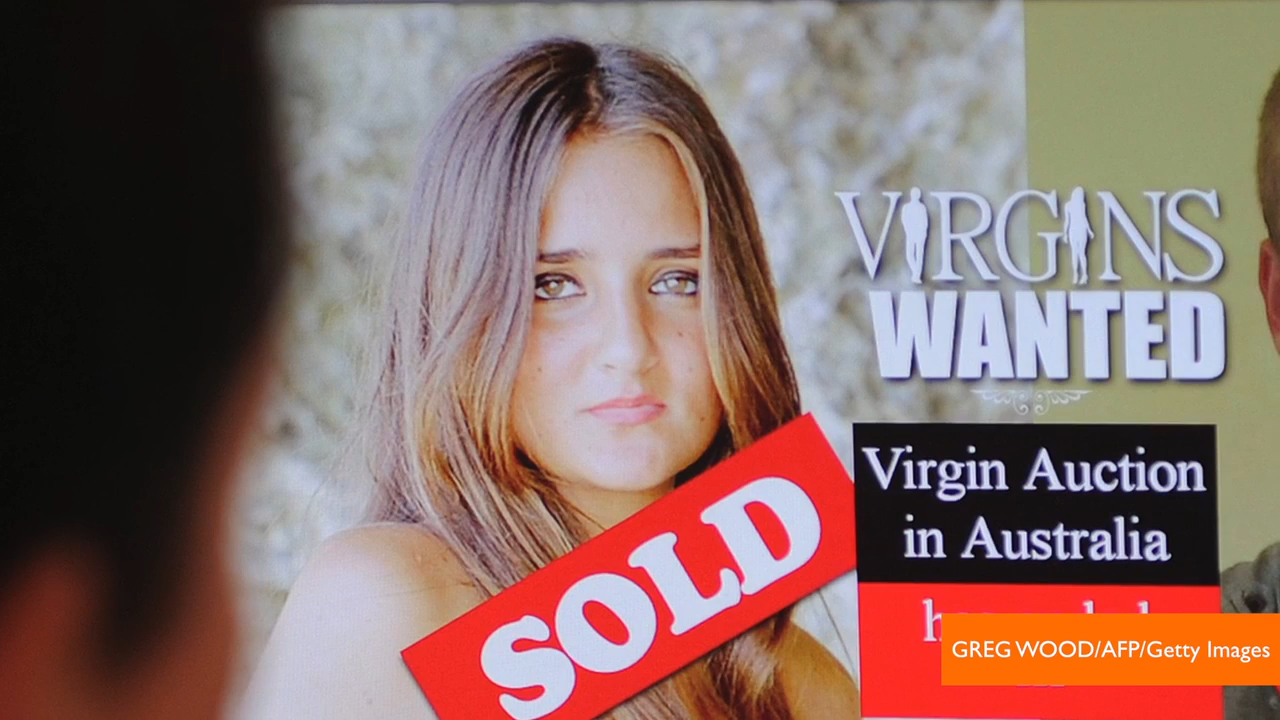 VIRGINS
WANTED
Virgin Auction
in Australia
SOLD
GREG WOOD/AFP/Getty Images